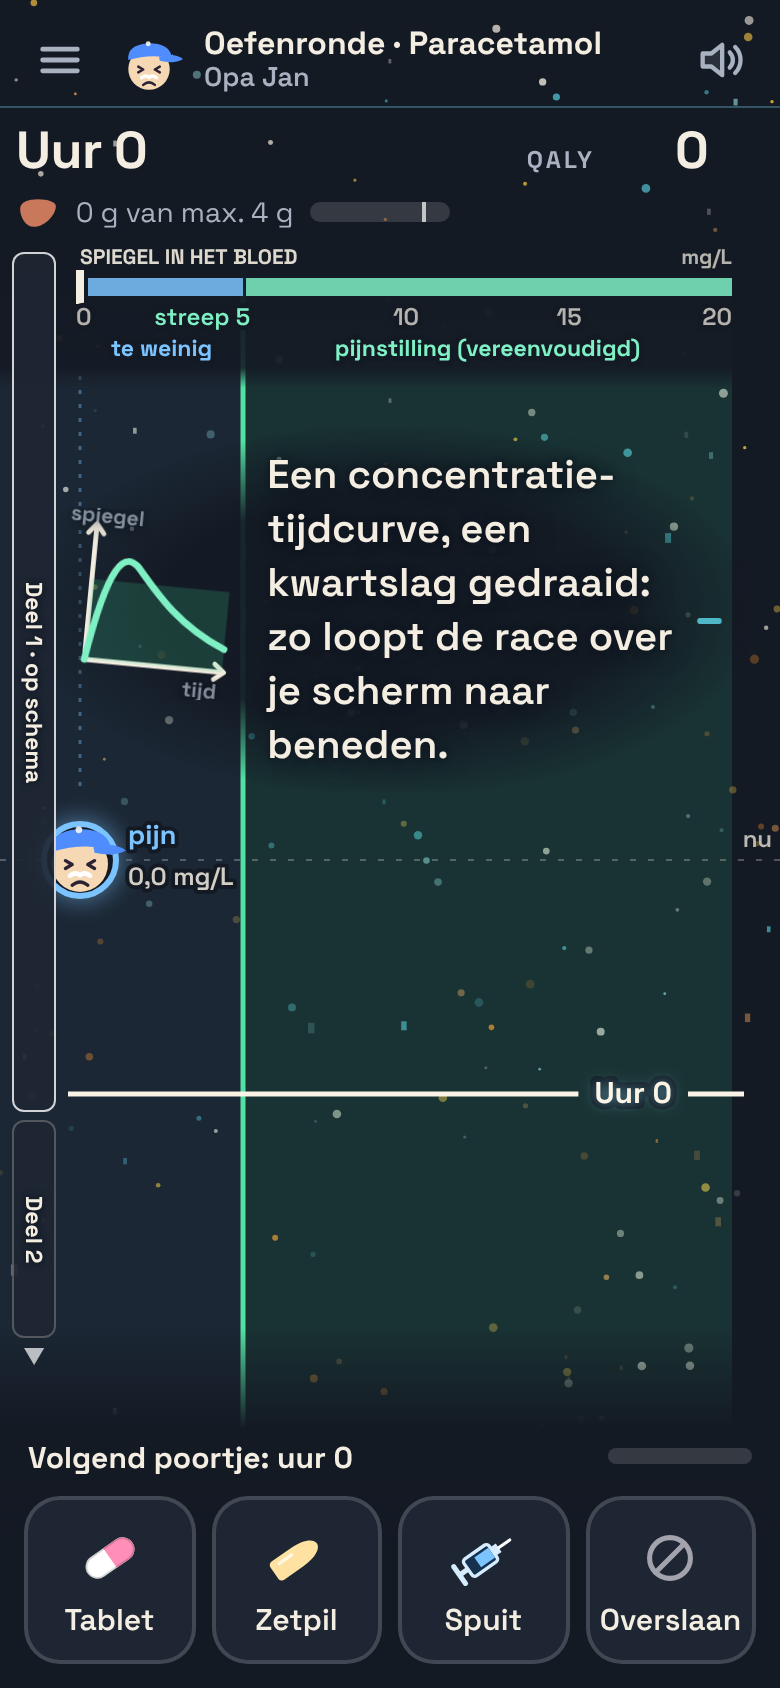 Oefenronde · Paracetamol
Opa Jan
Uur 0
QALY 0
0 g van max. 4 g
SPIEGEL IN HET BLOED mg/L
0 streep 5 10 15 20
te weinig pijnstilling (vereenvoudigd)
Een concentratie-
tijdcurve, een
kwartslag gedraaid:
zo loopt de race over
je scherm naar
beneden.
spiegel
tijd
Deel 1 · op schema
pijn
0,0 mg/L
nu
Uur 0
Deel 2
Volgend poortje: uur 0
Tablet
Zetpil
Spuit
Overslaan